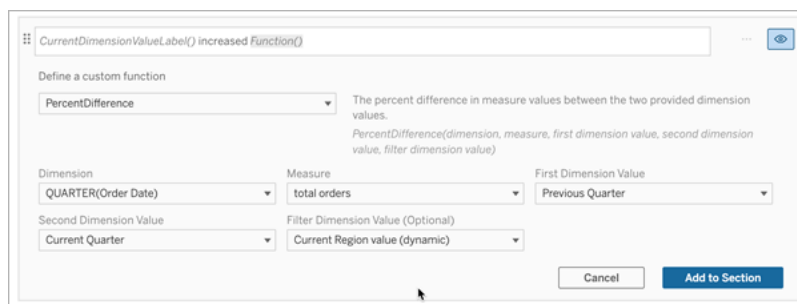 CurrentDimensionValueLabel() increased Function()
Define a custom function
PercentDifference
The percent difference in measure values between the two provided dimension
values.
PercentDifference(dimension, measure, first dimension value, second dimension
value, filter dimension value)
Dimension
Measure
First Dimension Value
QUARTER(Order Date)
total orders
Previous Quarter
Second Dimension Value
Filter Dimension Value (Optional)
Current Quarter
Current Region value (dynamic)
Cancel
Add to Section